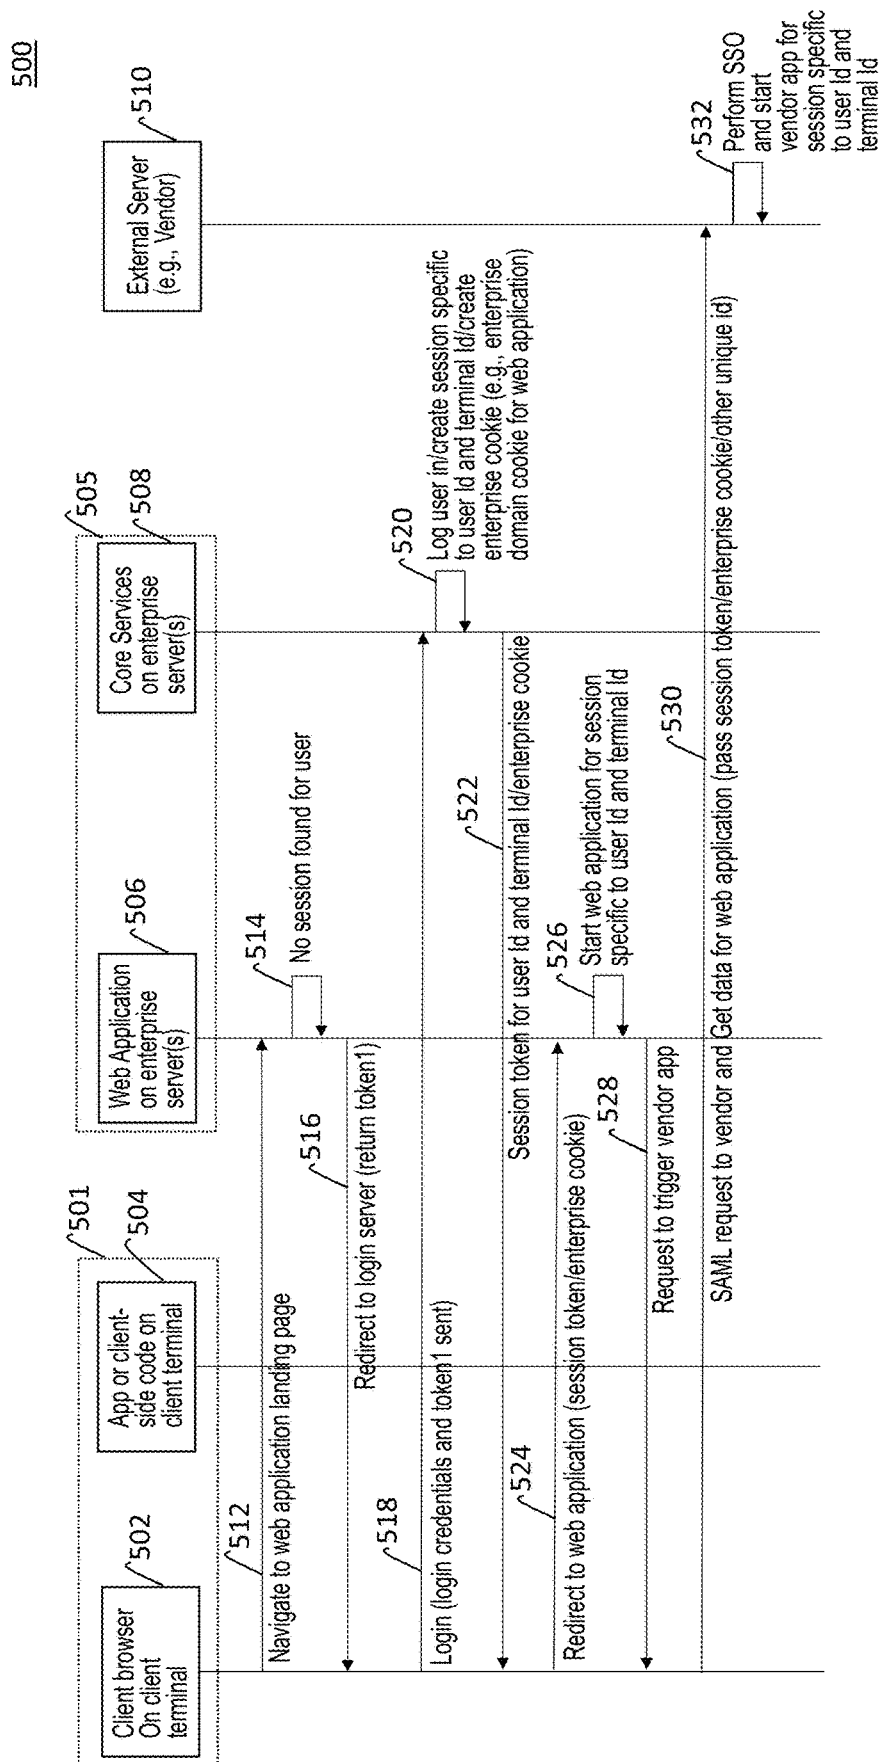 500
501
505
502
504
506
508
510
Client browser
On client
terminal
App or client-
side code on
client terminal
Web Application
on enterprise
server(s)
Core Services
on enterprise
server(s)
External Server
(e.g., Vendor)
512
Navigate to web application landing page
514
No session found for user
516
Redirect to login server (return token1)
518
Login (login credentials and token1 sent)
520
Log user in/create session specific
to user Id and terminal Id/create
enterprise cookie (e.g., enterprise
domain cookie for web application)
522
Session token for user Id and terminal Id/enterprise cookie
524
Redirect to web application (session token/enterprise cookie)
526
Start web application for session
specific to user Id and terminal Id
528
Request to trigger vendor app
530
SAML request to vendor and Get data for web application (pass session token/enterprise cookie/other unique id)
532
Perform SSO
and start
vendor app for
session specific
to user Id and
terminal Id